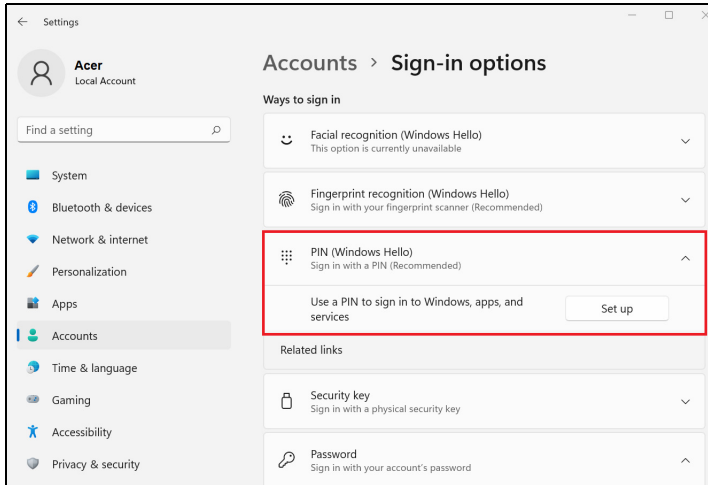 Settings
Acer
Local Account
Find a setting
System
Bluetooth & devices
Network & internet
Personalization
Apps
Accounts
Time & language
Gaming
Accessibility
Privacy & security
Accounts > Sign-in options
Ways to sign in
Facial recognition (Windows Hello)
This option is currently unavailable
Fingerprint recognition (Windows Hello)
Sign in with your fingerprint scanner (Recommended)
PIN (Windows Hello)
Sign in with a PIN (Recommended)
Use a PIN to sign in to Windows, apps, and
services
Set up
Related links
Security key
Sign in with a physical security key
Password
Sign in with your account's password